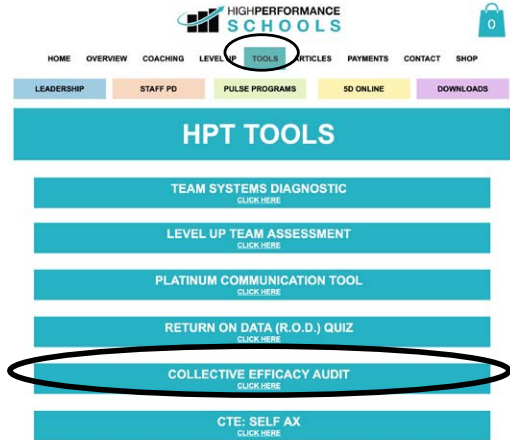 HIGHPERFORMANCE
SCHOOLS
0
HOME OVERVIEW COACHING LEVEL UP TOOLS ARTICLES PAYMENTS CONTACT SHOP
LEADERSHIP STAFF PD PULSE PROGRAMS 5D ONLINE DOWNLOADS
HPT TOOLS
TEAM SYSTEMS DIAGNOSTIC
CLICK HERE
LEVEL UP TEAM ASSESSMENT
CLICK HERE
PLATINUM COMMUNICATION TOOL
CLICK HERE
RETURN ON DATA (R.O.D.) QUIZ
CLICK HERE
COLLECTIVE EFFICACY AUDIT
CLICK HERE
CTE: SELF AX
CLICK HERE